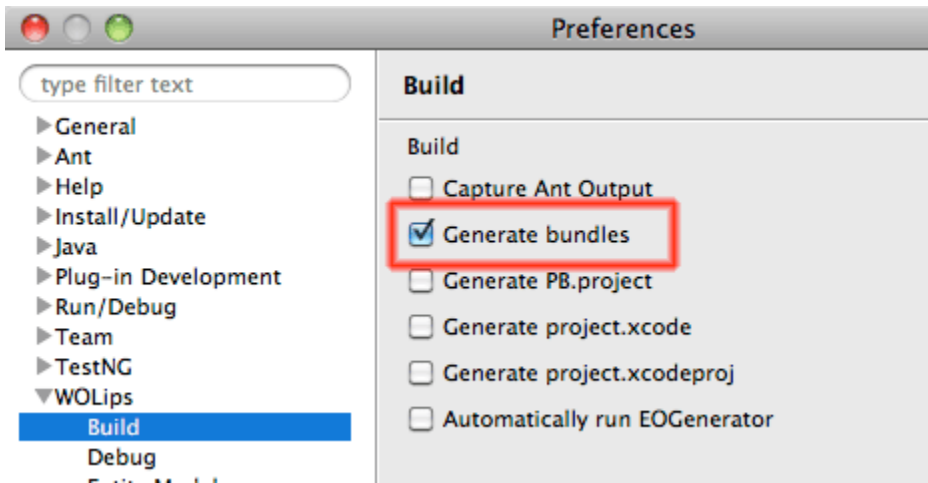 Preferences
type filter text
General
Ant
Help
Install/Update
Java
Plug-in Development
Run/Debug
Team
TestNG
WOLips
Build
Debug
Build
Build
Capture Ant Output
Generate bundles
Generate PB.project
Generate project.xcode
Generate project.xcodeproj
Automatically run EOGenerator